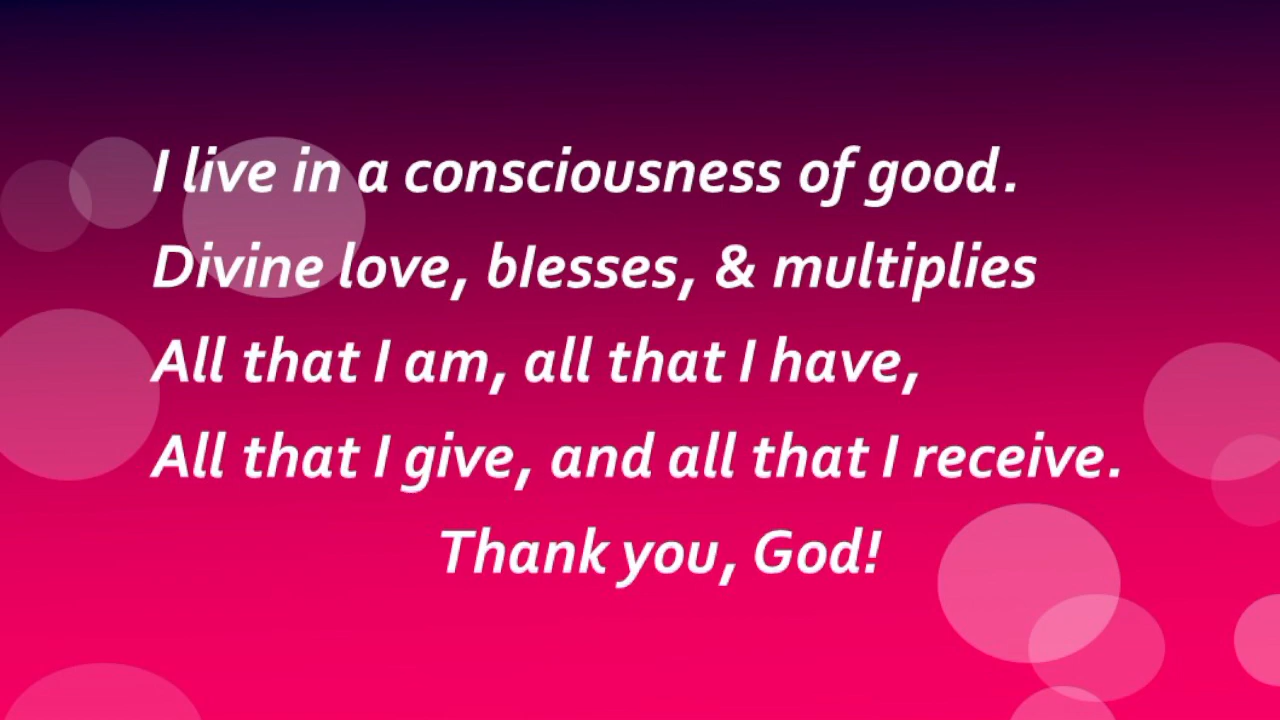 I live in a consciousness of good.
Divine love, blesses, & multiplies
All that I am, all that I have,
All that I give, and all that I receive.
Thank you, God!